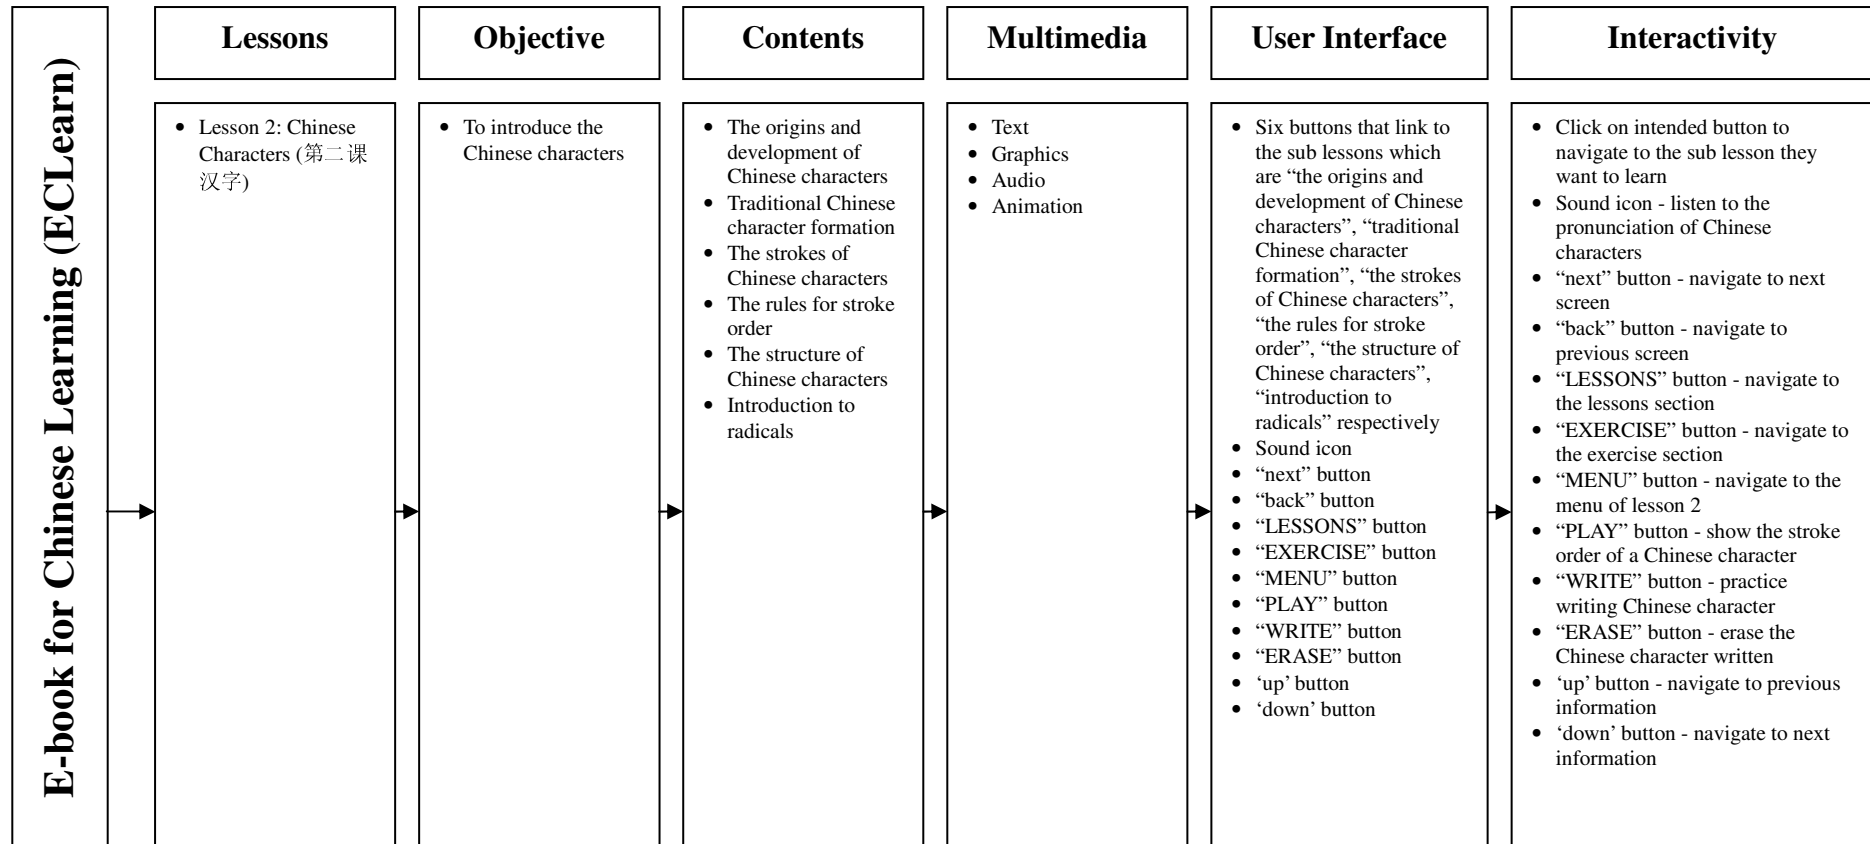 E-book for Chinese Learning (ECLearn)
Lessons
• Lesson 2: Chinese
Characters (第二课
汉字)
Objective
• To introduce the
Chinese characters
Contents
• The origins and
development of
Chinese characters
• Traditional Chinese
character formation
• The strokes of
Chinese characters
• The rules for stroke
order
• The structure of
Chinese characters
• Introduction to
radicals
Multimedia
• Text
• Graphics
• Audio
• Animation
User Interface
• Six buttons that link to
the sub lessons which
are “the origins and
development of Chinese
characters”, “traditional
Chinese character
formation”, “the strokes
of Chinese characters”,
“the rules for stroke
order”, “the structure of
Chinese characters”,
“introduction to
radicals” respectively
• Sound icon
• “next” button
• “back” button
• “LESSONS” button
• “EXERCISE” button
• “MENU” button
• “PLAY” button
• “WRITE” button
• “ERASE” button
• ‘up’ button
• ‘down’ button
Interactivity
• Click on intended button to
navigate to the sub lesson they
want to learn
• Sound icon - listen to the
pronunciation of Chinese
characters
• “next” button - navigate to next
screen
• “back” button - navigate to
previous screen
• “LESSONS” button - navigate to
the lessons section
• “EXERCISE” button - navigate to
the exercise section
• “MENU” button - navigate to the
menu of lesson 2
• “PLAY” button - show the stroke
order of a Chinese character
• “WRITE” button - practice
writing Chinese character
• “ERASE” button - erase the
Chinese character written
• ‘up’ button - navigate to previous
information
• ‘down’ button - navigate to next
information